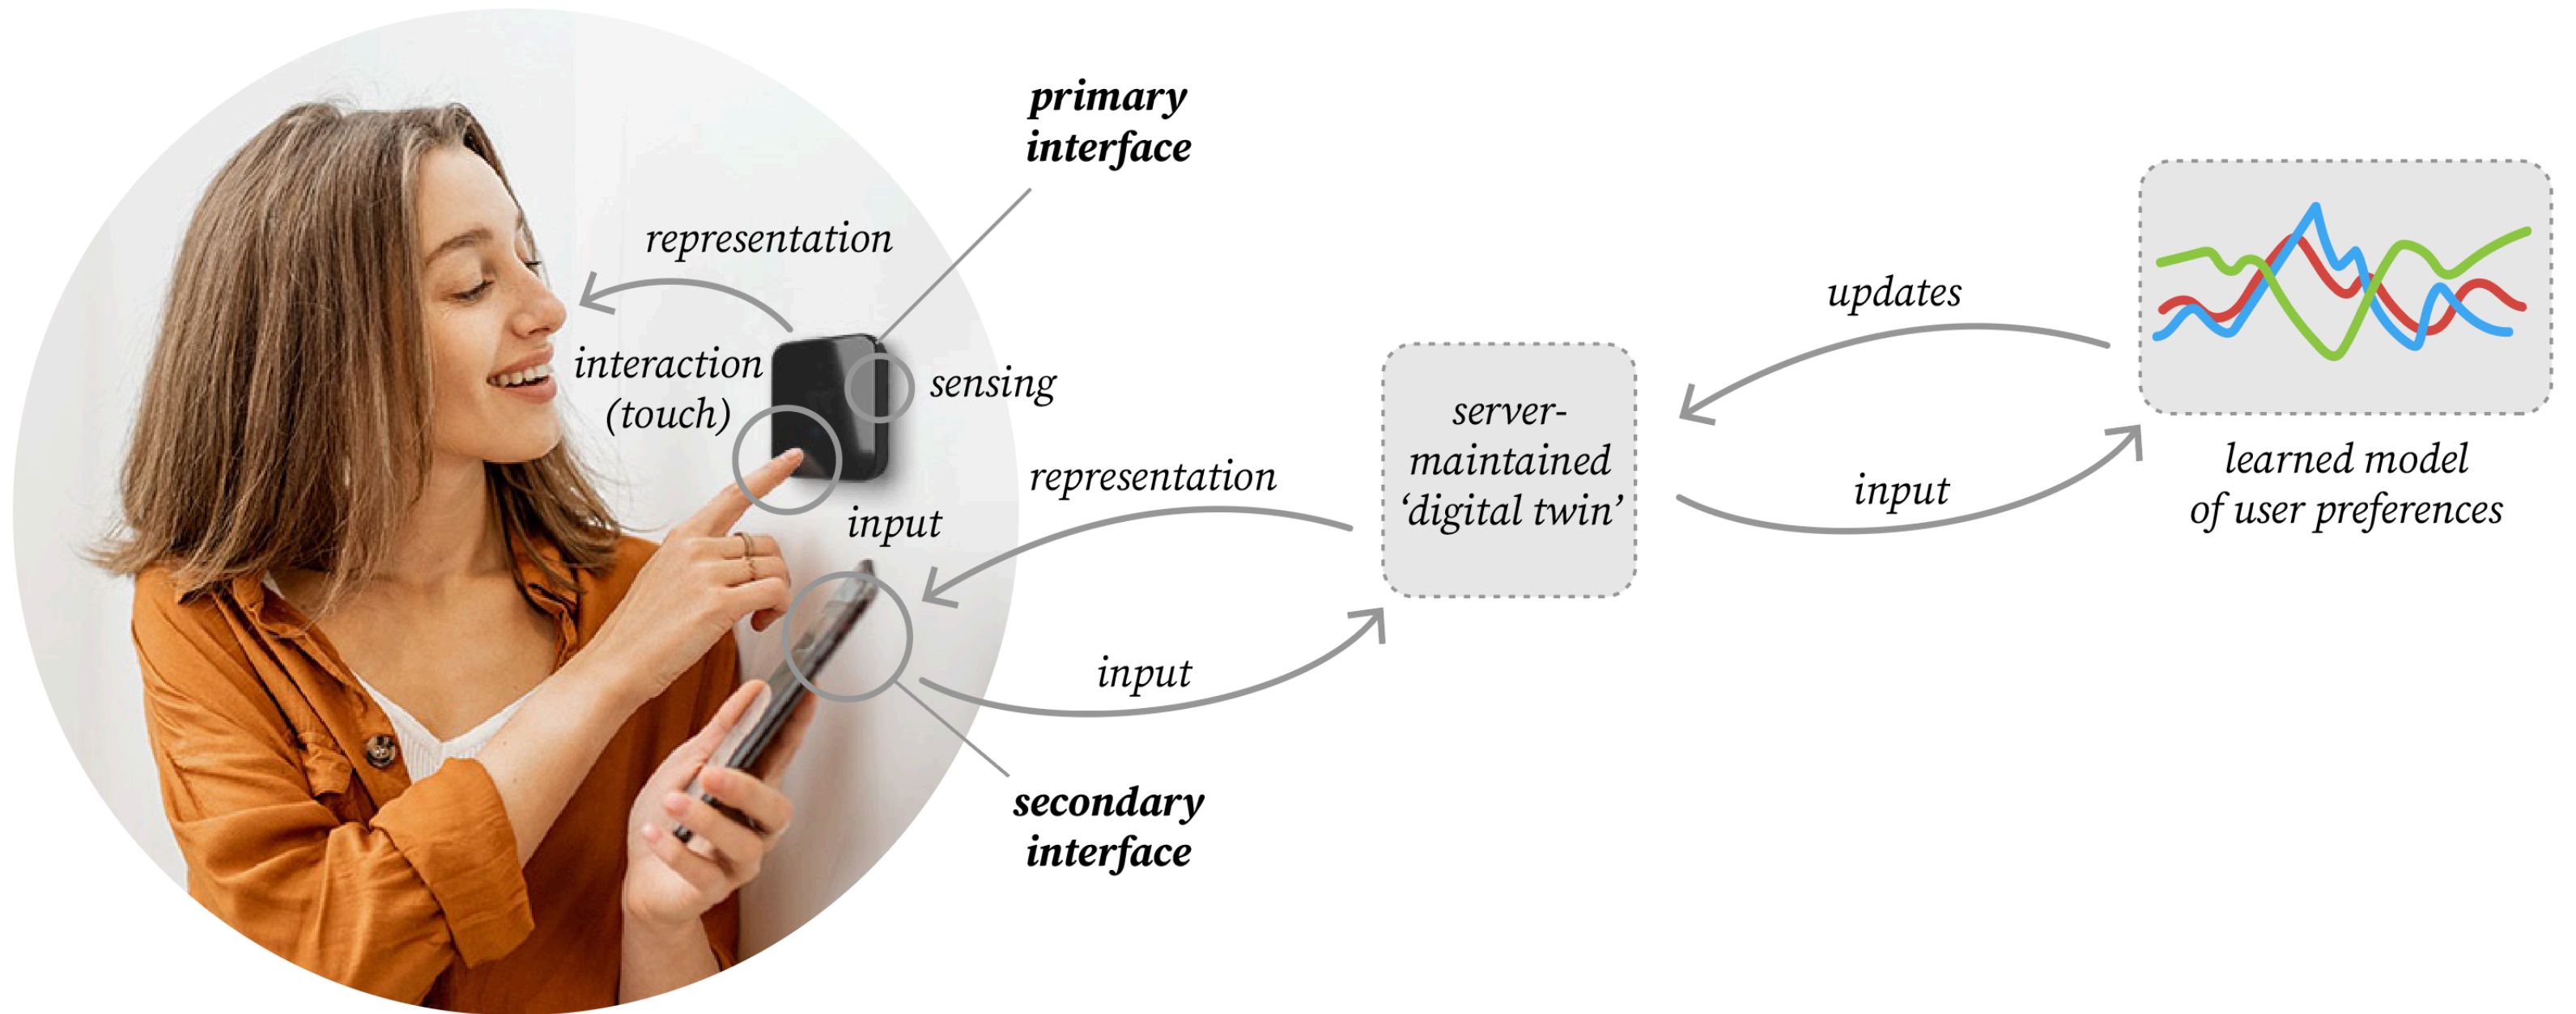 primary
interface
representation
interaction
(touch)
sensing
input
representation
input
secondary
interface
server-
maintained
‘digital twin’
updates
input
learned model
of user preferences